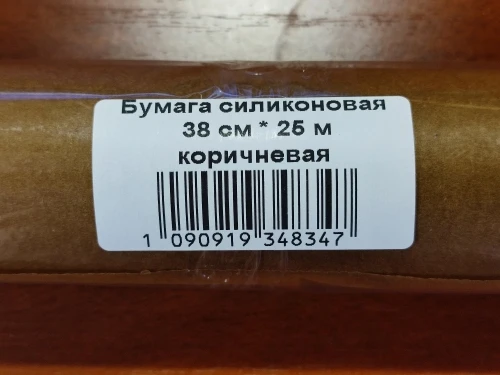 Бумага силиконовая
38 см * 25 м
коричневая
1 090919 348347